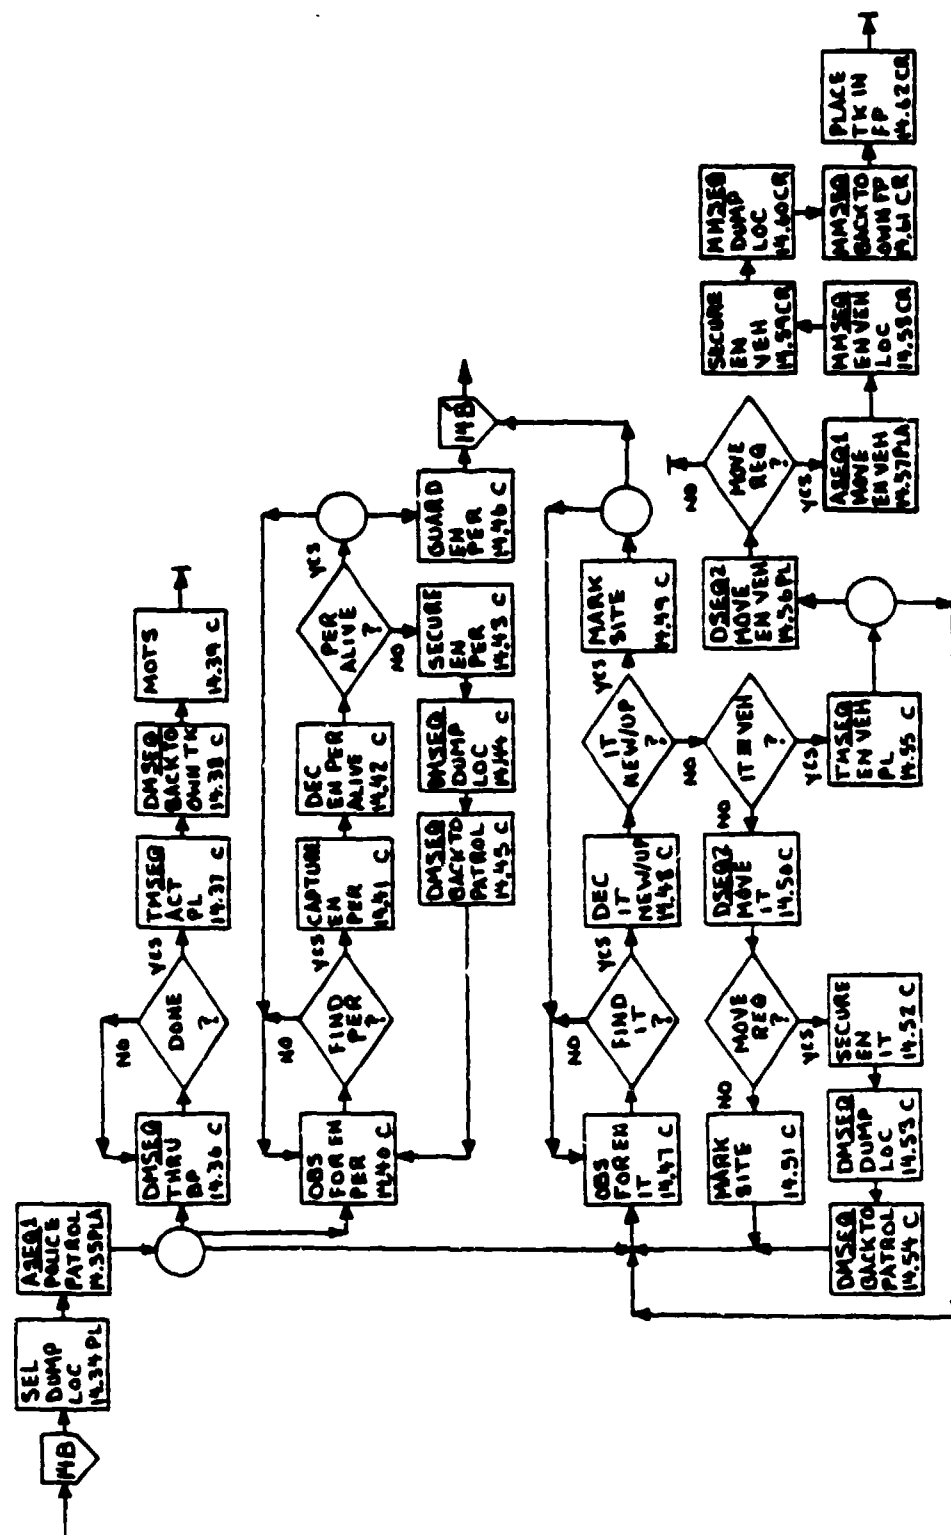 14B
SEL
DUMP
LOC
14.34 PL
ASEQ1
POLICE
PATROL
14.35PLA
DMSEQ
THRU
BP
14.36 C
DONE
?
NO
YES
TMSEQ
ACT
PL
14.37 C
DMSEQ
BACK TO
OWN TK
14.38 C
MOTS
14.39 C
OBS
FOR EN
PER
14.40 C
FIND
PER
?
NO
YES
CAPTURE
EN
PER
14.41 C
DEC
EN PER
ALIVE
14.42 C
PER
ALIVE
?
YES
NO
SECURE
EN
PER
14.43 C
DMSEQ
DUMP
LOC
14.44 C
DMSEQ
BACK TO
PATROL
14.45 C
GUARD
EN
PER
14.46 C
14B
OBS
FOR EN
IT
14.47 C
FIND
IT
?
NO
YES
DEC
IT
NEW/UP
14.48 C
IT
NEW/UP
?
YES
NO
MARK
SITE
14.49 C
IT = VEH
?
NO
YES
DSEQ2
MOVE
IT
14.50 C
MOVE
REQ
?
NO
YES
MARK
SITE
14.51 C
SECURE
EN
IT
14.52 C
DMSEQ
DUMP
LOC
14.53 C
DMSEQ
BACK TO
PATROL
14.54 C
TMSEQ
EN VEH
PL
14.55 C
DSEQ2
MOVE
EN VEH
14.56 PL
MOVE
REQ
?
NO
YES
ASEQ1
MOVE
EN VEH
14.57PLA
MMSEQ
EN VEH
LOC
14.58 CR
SECURE
EN
VEH
14.59 CR
MMSEQ
DUMP
LOC
14.60 CR
MMSEQ
BACK TO
OWN FP
14.61 CR
PLACE
TK IN
FP
14.62 CR